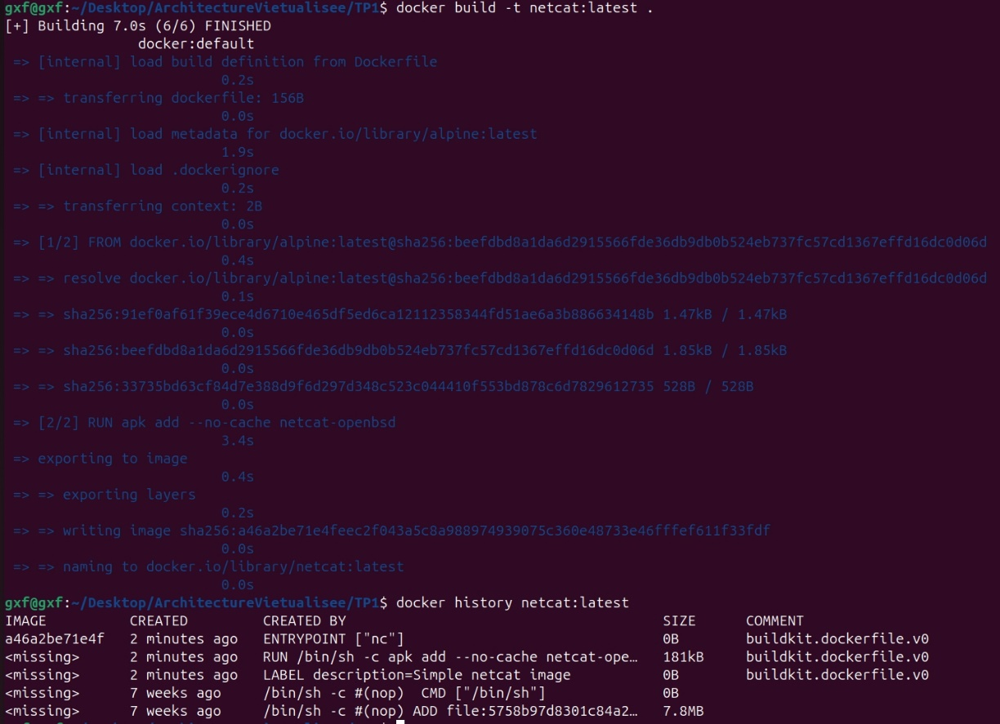 gxf@gxf:~/Desktop/ArchitectureVietualisee/TP1$ docker build -t netcat:latest .
[+] Building 7.0s (6/6) FINISHED
docker:default
=> [internal] load build definition from Dockerfile
0.2s
=> => transferring dockerfile: 156B
0.0s
=> [internal] load metadata for docker.io/library/alpine:latest
1.9s
=> [internal] load .dockerignore
0.2s
=> => transferring context: 2B
0.0s
=> [1/2] FROM docker.io/library/alpine:latest@sha256:beefdbd8a1da6d2915566fde36db9db0b524eb737fc57cd1367effd16dc0d06d
0.4s
=> => resolve docker.io/library/alpine:latest@sha256:beefdbd8a1da6d2915566fde36db9db0b524eb737fc57cd1367effd16dc0d06d
0.1s
=> => sha256:91ef0af61f39ece4d6710e465df5ed6ca12112358344fd51ae6a3b886634148b 1.47kB / 1.47kB
0.0s
=> => sha256:beefdbd8a1da6d2915566fde36db9db0b524eb737fc57cd1367effd16dc0d06d 1.85kB / 1.85kB
0.0s
=> => sha256:33735bd63cf84d7e388d9f6d297d348c523c044410f553bd878c6d7829612735 528B / 528B
0.0s
=> [2/2] RUN apk add --no-cache netcat-openbsd
3.4s
=> exporting to image
0.4s
=> => exporting layers
0.2s
=> => writing image sha256:a46a2be71e4feec2f043a5c8a988974939075c360e48733e46fffef611f33fdf
0.0s
=> => naming to docker.io/library/netcat:latest
0.0s
gxf@gxf:~/Desktop/ArchitectureVietualisee/TP1$ docker history netcat:latest
IMAGE CREATED CREATED BY SIZE COMMENT
a46a2be71e4f 2 minutes ago ENTRYPOINT ["nc"] 0B buildkit.dockerfile.v0
<missing> 2 minutes ago RUN /bin/sh -c apk add --no-cache netcat-ope… 181kB buildkit.dockerfile.v0
<missing> 2 minutes ago LABEL description=Simple netcat image 0B buildkit.dockerfile.v0
<missing> 7 weeks ago /bin/sh -c #(nop) CMD ["/bin/sh"] 0B
<missing> 7 weeks ago /bin/sh -c #(nop) ADD file:5758b97d8301c84a2… 7.8MB